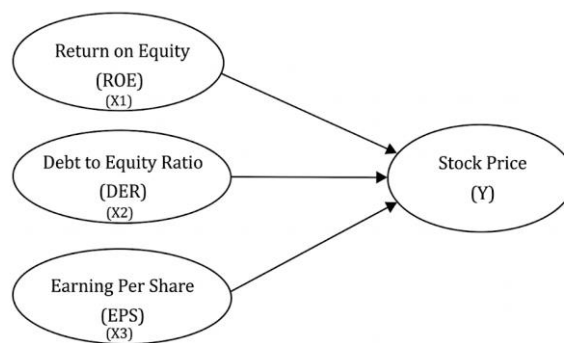 Return on Equity
(ROE)
(X1)
Debt to Equity Ratio
(DER)
(X2)
Earning Per Share
(EPS)
(X3)
Stock Price
(Y)